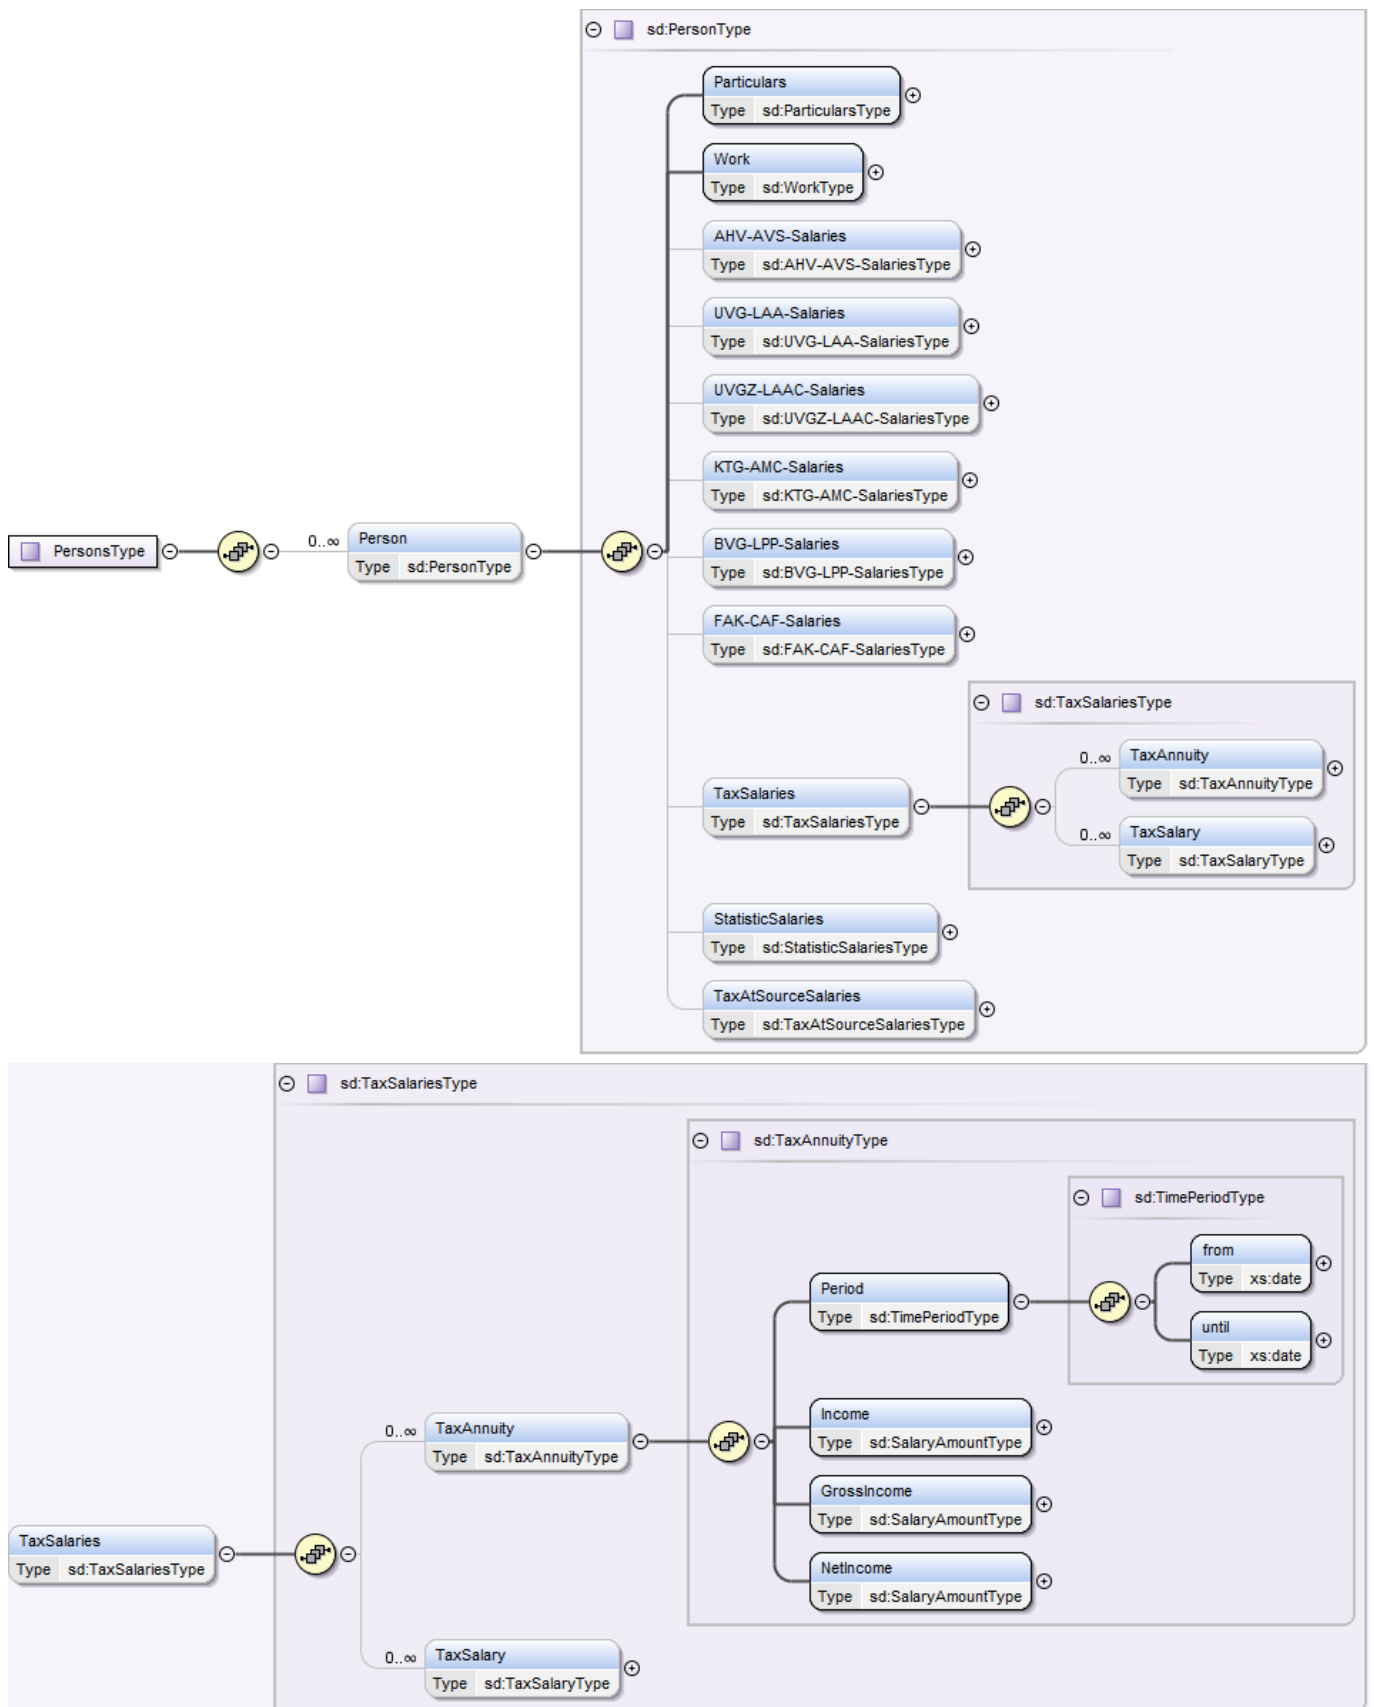 sd:PersonType
Particulars
Type sd:ParticularsType
Work
Type sd:WorkType
AHV-AVS-Salaries
Type sd:AHV-AVS-SalariesType
UVG-LAA-Salaries
Type sd:UVG-LAA-SalariesType
UVGZ-LAAC-Salaries
Type sd:UVGZ-LAAC-SalariesType
KTG-AMC-Salaries
Type sd:KTG-AMC-SalariesType
PersonsType
0..∞
Person
Type sd:PersonType
BVG-LPP-Salaries
Type sd:BVG-LPP-SalariesType
FAK-CAF-Salaries
Type sd:FAK-CAF-SalariesType
sd:TaxSalariesType
0..∞
TaxAnnuity
Type sd:TaxAnnuityType
TaxSalaries
Type sd:TaxSalariesType
0..∞
TaxSalary
Type sd:TaxSalaryType
StatisticSalaries
Type sd:StatisticSalariesType
TaxAtSourceSalaries
Type sd:TaxAtSourceSalariesType
sd:TaxSalariesType
sd:TaxAnnuityType
sd:TimePeriodType
from
Type xs:date
Period
Type sd:TimePeriodType
until
Type xs:date
Income
Type sd:SalaryAmountType
0..∞
TaxAnnuity
Type sd:TaxAnnuityType
GrossIncome
Type sd:SalaryAmountType
TaxSalaries
Type sd:TaxSalariesType
NetIncome
Type sd:SalaryAmountType
0..∞
TaxSalary
Type sd:TaxSalaryType